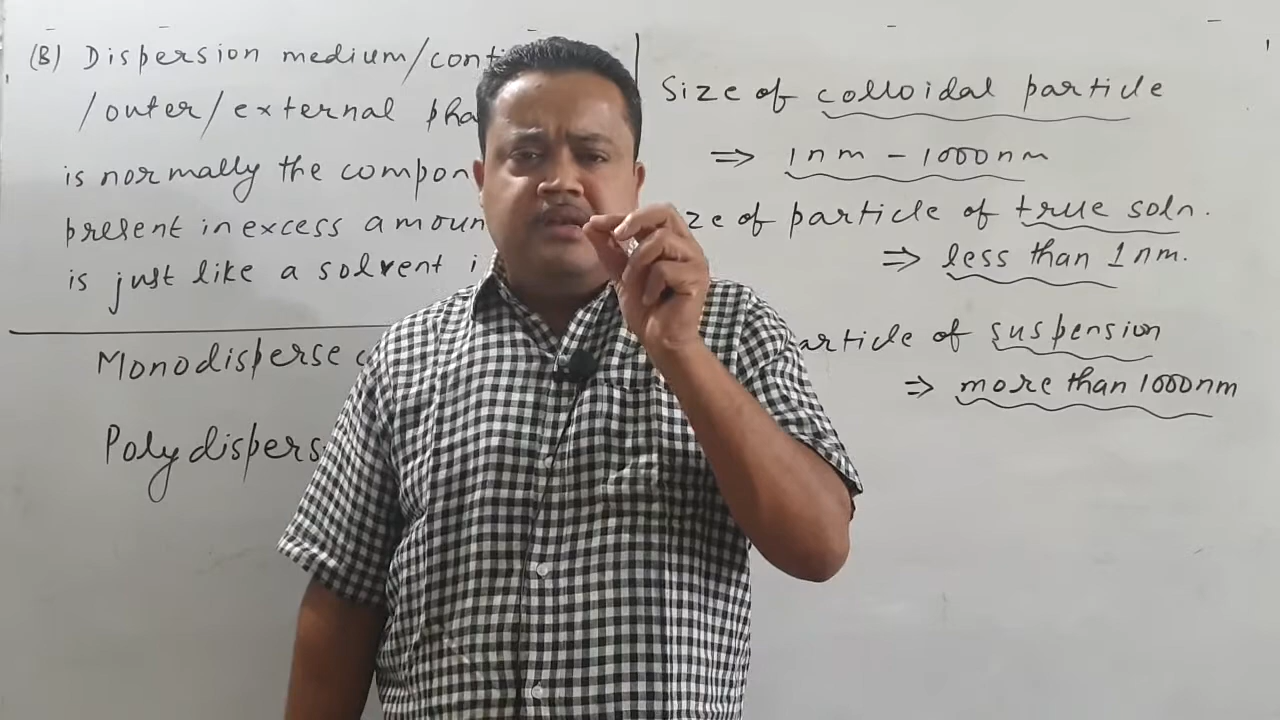 (B) Dispersion medium/conti
/outer/external pha
is normally the compon
present in excess amoun
is just like a solvent i
Monodisperse c
Polydispers
Size of colloidal particle
⇒ 1nm - 1000nm
ze of particle of true soln.
⇒ less than 1nm.
article of suspension
⇒ more than 1000nm